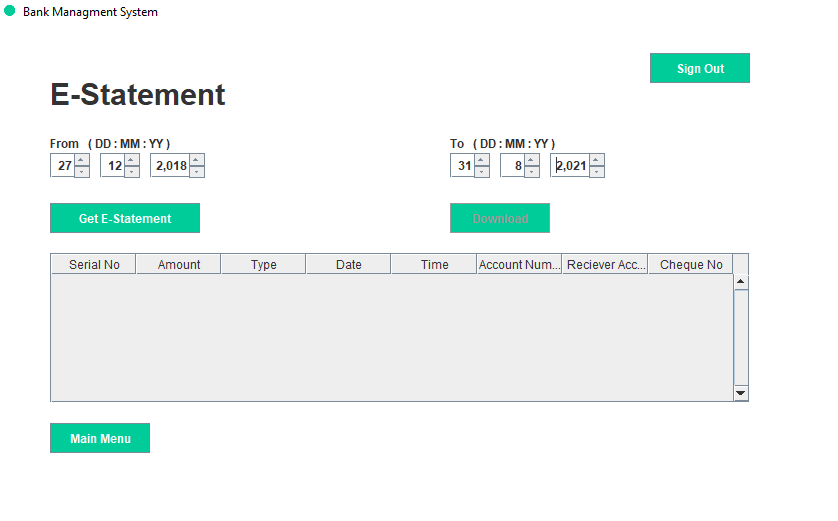 Bank Managment System
Sign Out
E-Statement
From ( DD : MM : YY )
To ( DD : MM : YY )
27 12 2,018
31 8 2,021
Get E-Statement
Download
Serial No Amount Type Date Time Account Num... Reciever Acc... Cheque No
Main Menu